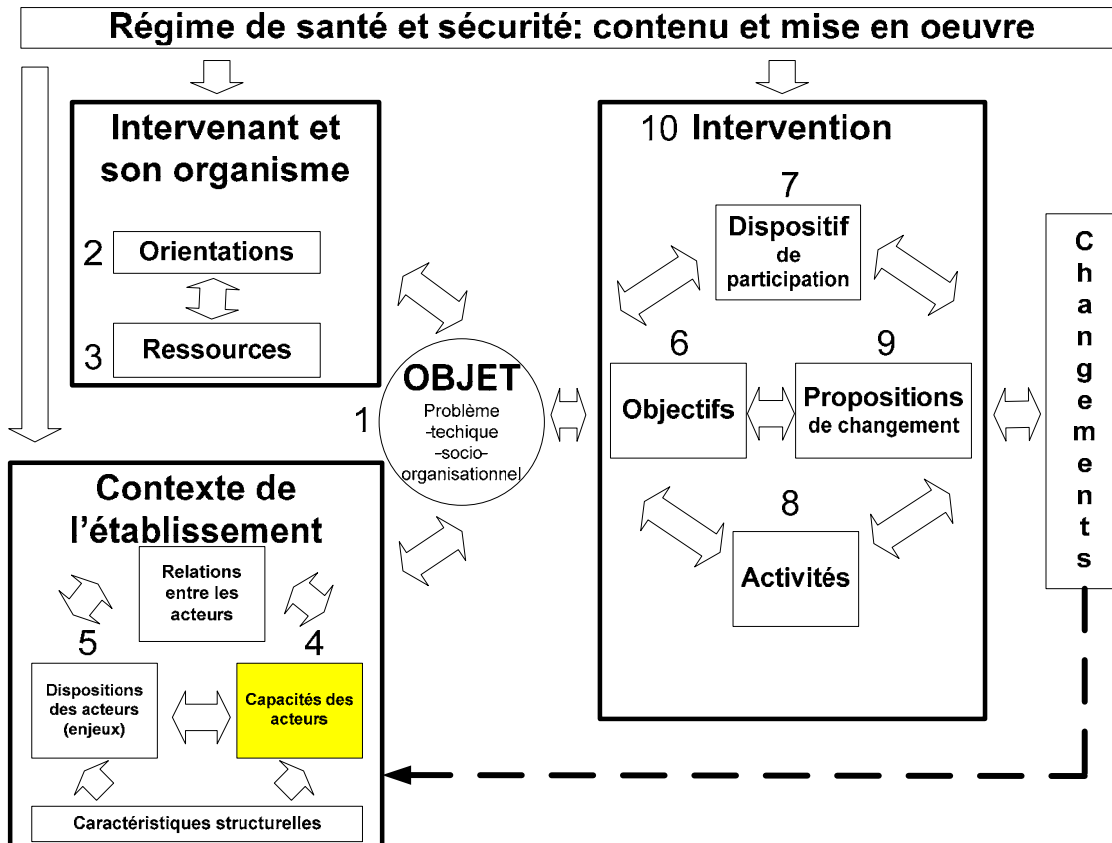 Régime de santé et sécurité: contenu et mise en oeuvre
Intervenant et
son organisme
2 Orientations
3 Ressources
1
OBJET
Problème
-techique
-socio-
organisationnel
Contexte de
l'établissement
Relations
entre les
acteurs
5
4
Dispositions
des acteurs
(enjeux)
Capacités des
acteurs
Caractéristiques structurelles
10 Intervention
7
Dispositif
de
participation
6
Objectifs
9
Propositions
de changement
8
Activités
Changements